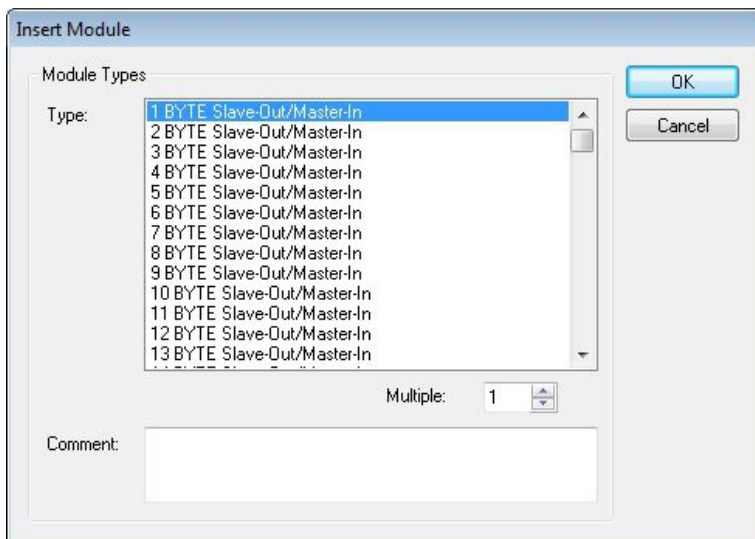 Insert Module
Module Types
Type:
1 BYTE Slave-Out/Master-In
2 BYTE Slave-Out/Master-In
3 BYTE Slave-Out/Master-In
4 BYTE Slave-Out/Master-In
5 BYTE Slave-Out/Master-In
6 BYTE Slave-Out/Master-In
7 BYTE Slave-Out/Master-In
8 BYTE Slave-Out/Master-In
9 BYTE Slave-Out/Master-In
10 BYTE Slave-Out/Master-In
11 BYTE Slave-Out/Master-In
12 BYTE Slave-Out/Master-In
13 BYTE Slave-Out/Master-In
OK
Cancel
Multiple: 1
Comment: